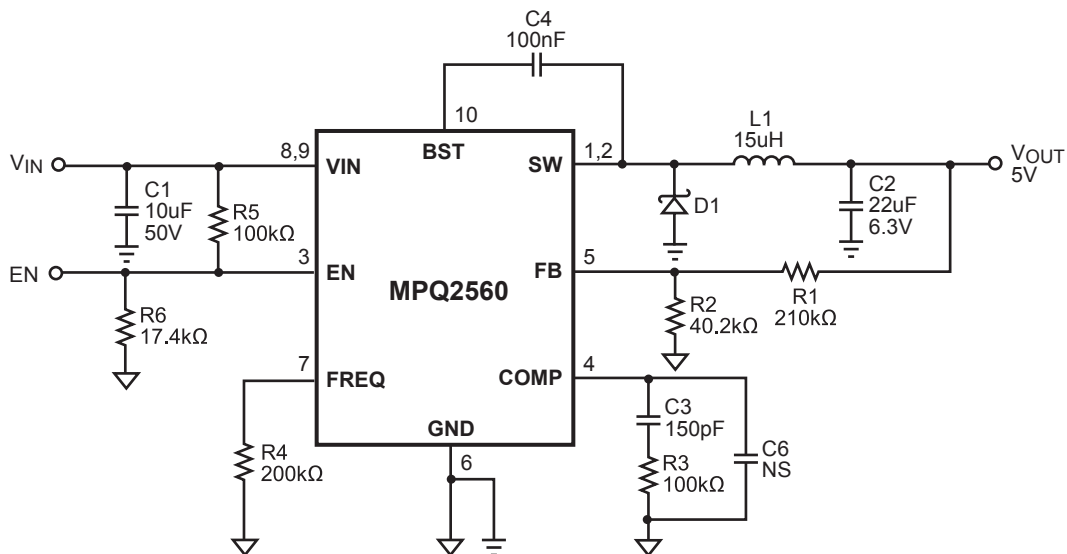 C4
100nF
10
L1
15uH
8,9
BST
1,2
VIN
VIN
SW
VOUT
5V
C1
10uF
50V
R5
100kΩ
D1
C2
22uF
6.3V
EN
3
EN
MPQ2560
FB
5
R6
17.4kΩ
R2
40.2kΩ
R1
210kΩ
7
FREQ
COMP
4
GND
6
C3
150pF
R4
200kΩ
R3
100kΩ
C6
NS